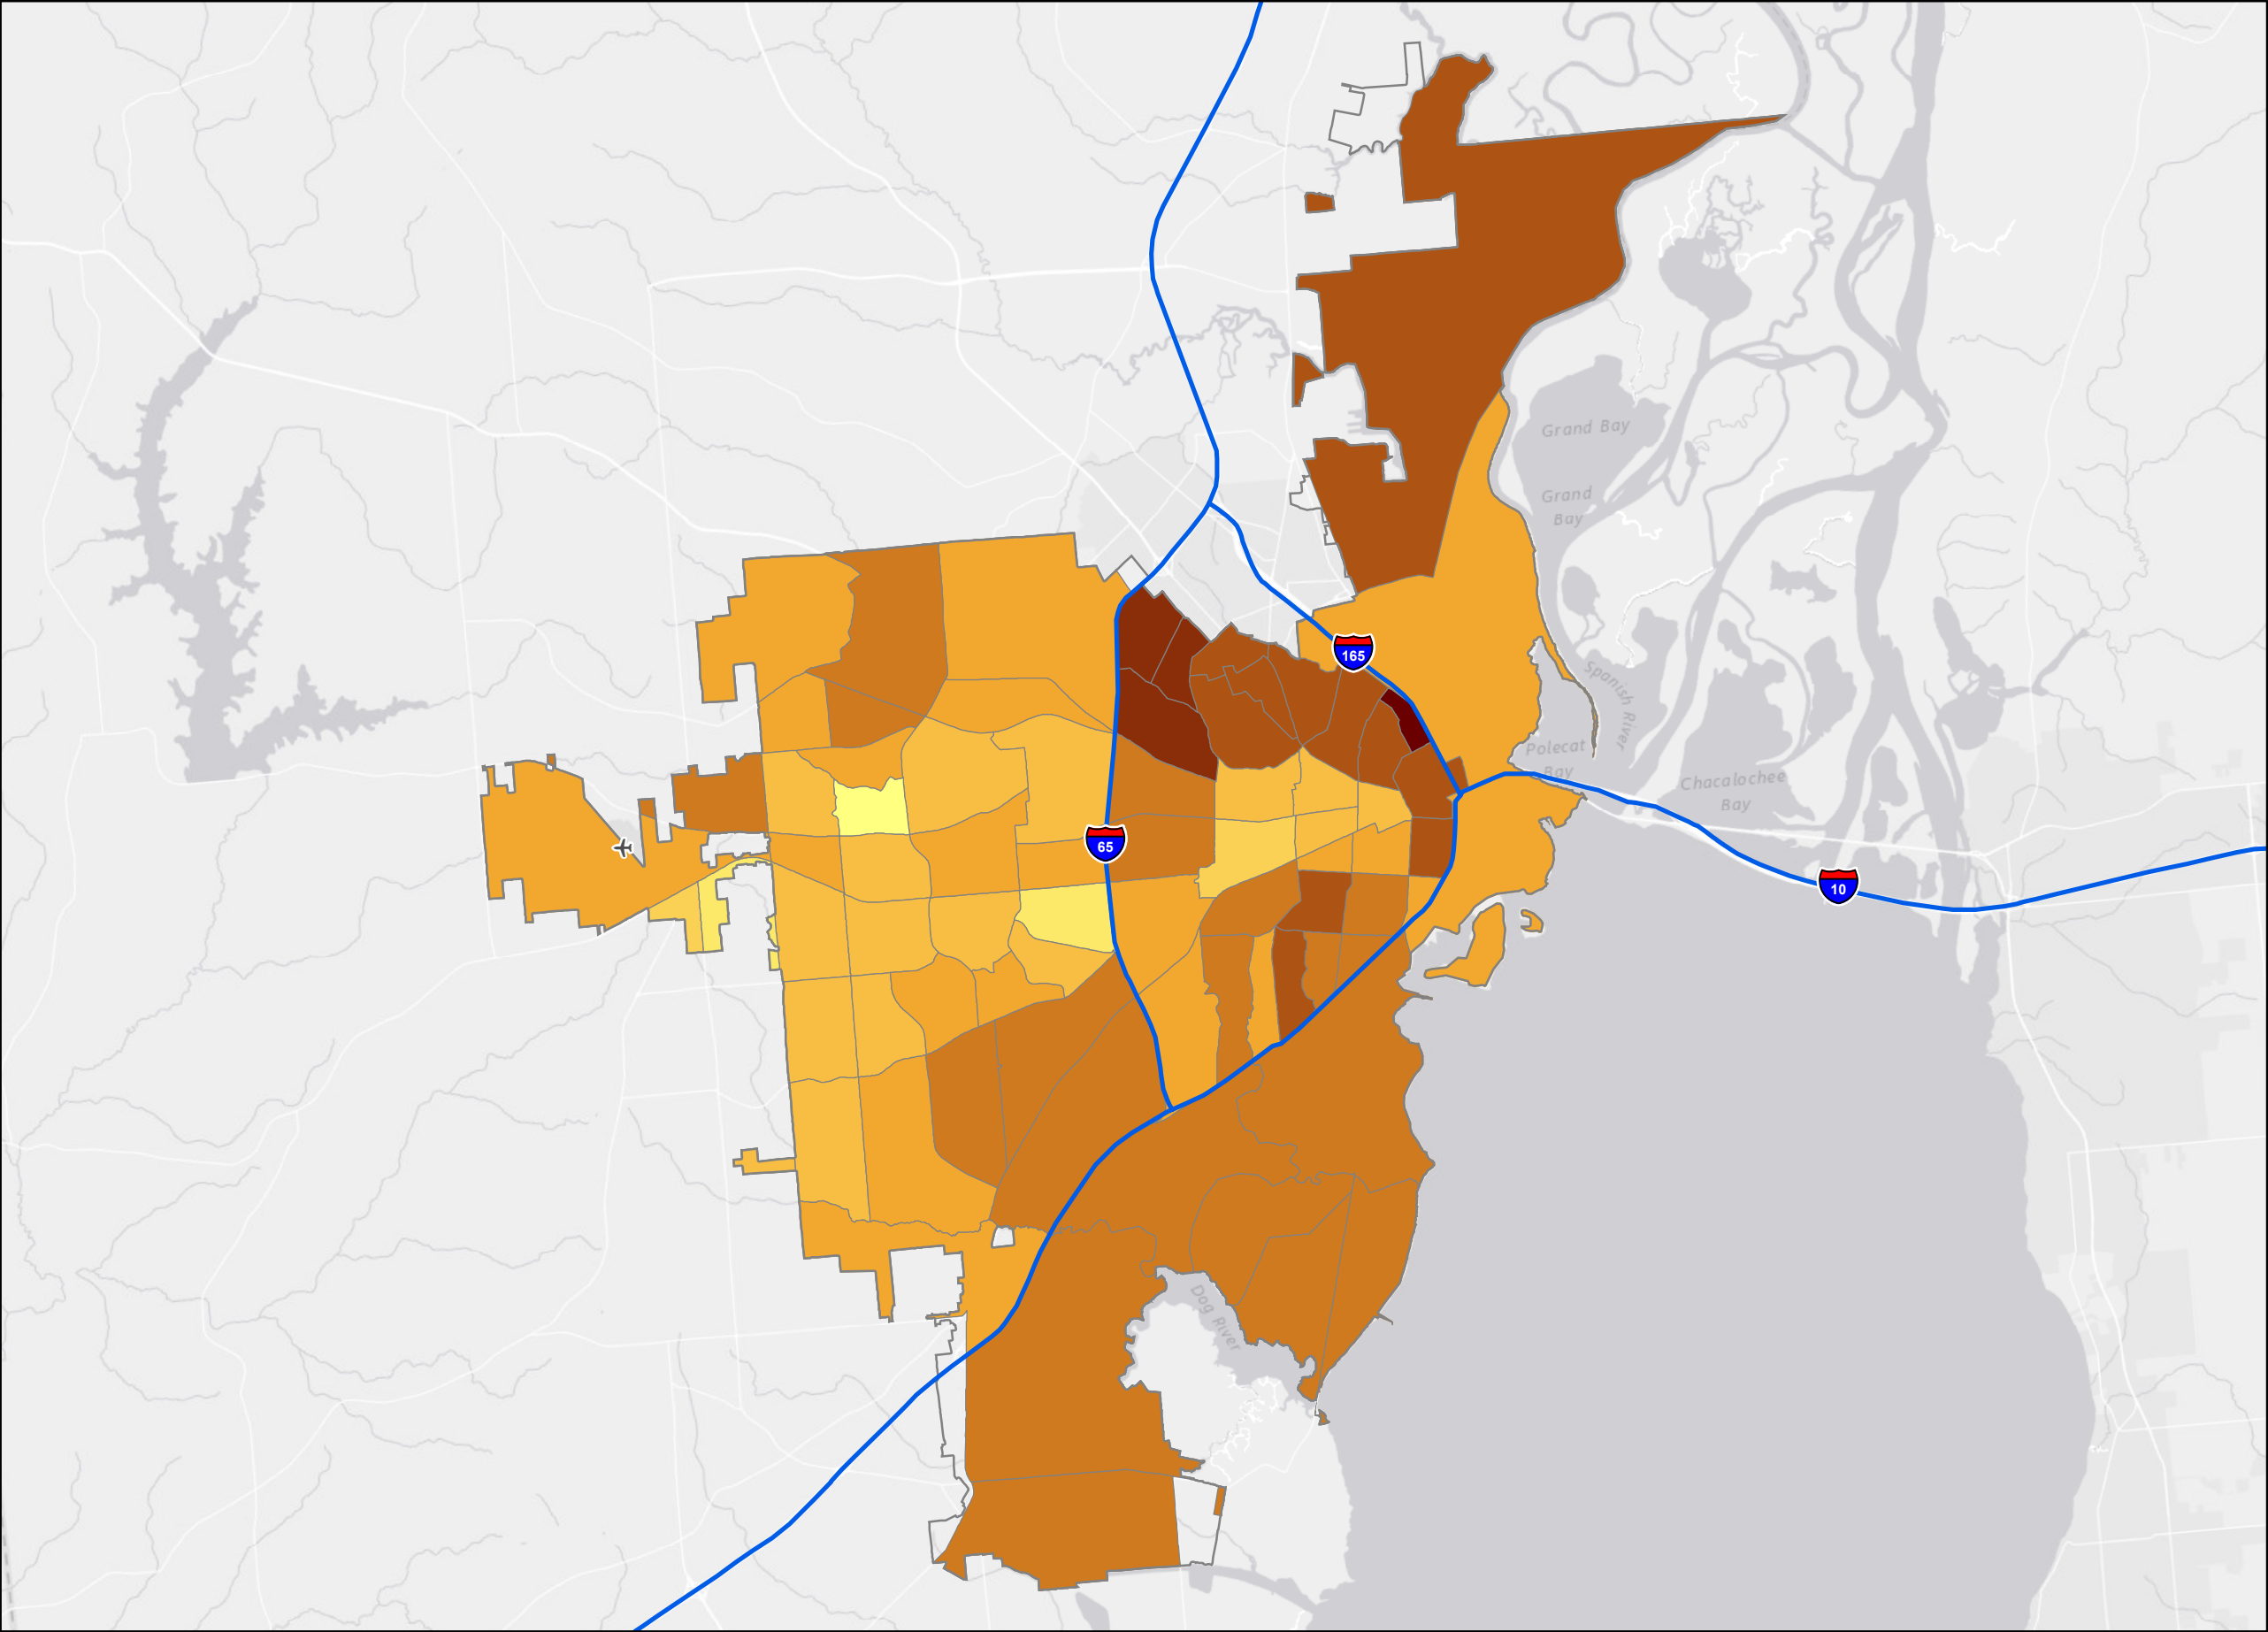 Grand Bay
Grand
Bay
165
Spanish River
Polecat
Bay
Chacalochee
Bay
65
10
Dog River